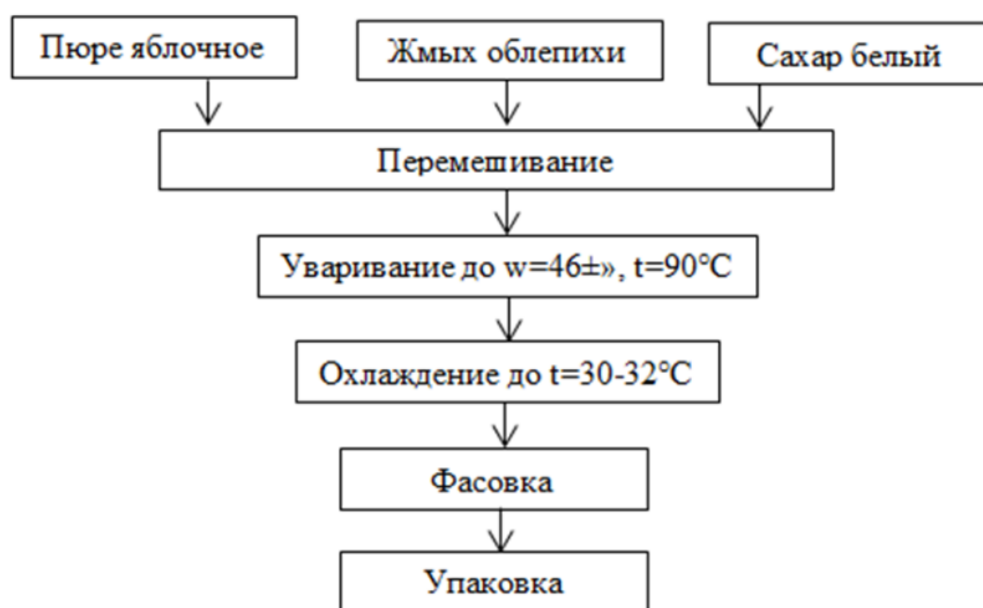 Пюре яблочное
Жмых облепихи
Сахар белый
Перемешивание
Уваривание до w=46±», t=90°C
Охлаждение до t=30-32°C
Фасовка
Упаковка